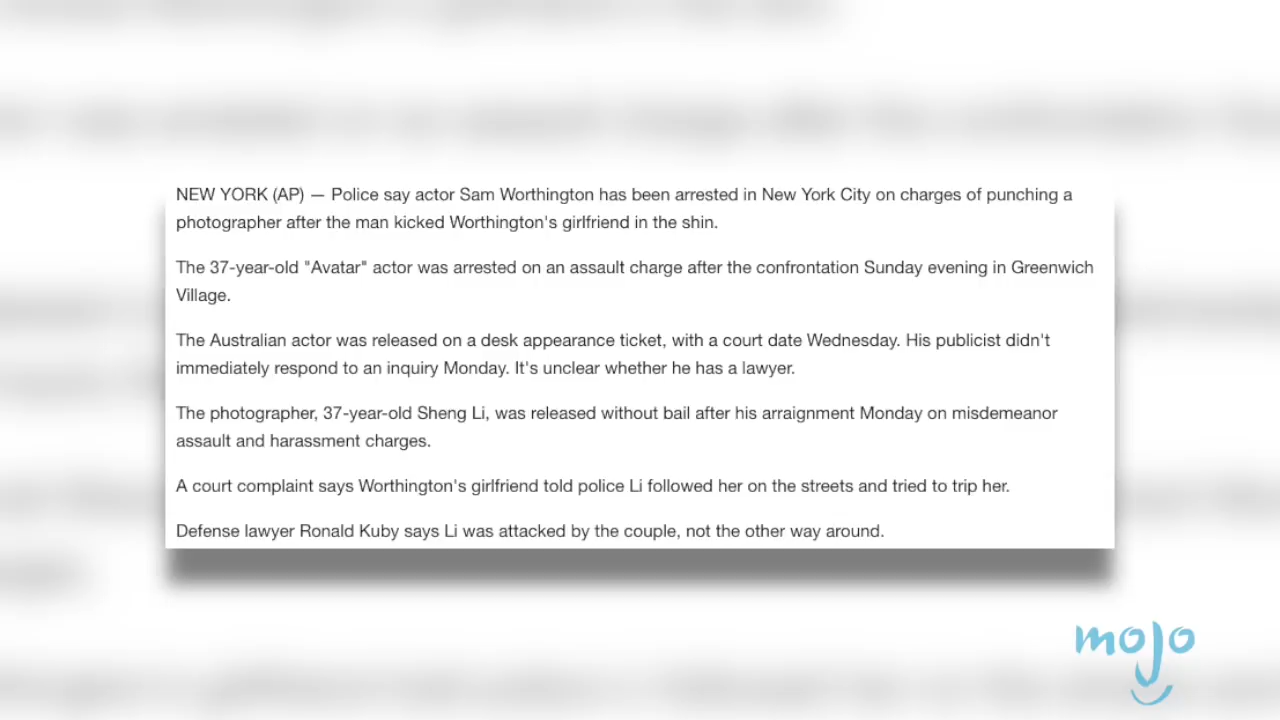 NEW YORK (AP) — Police say actor Sam Worthington has been arrested in New York City on charges of punching a
photographer after the man kicked Worthington's girlfriend in the shin.
The 37-year-old "Avatar" actor was arrested on an assault charge after the confrontation Sunday evening in Greenwich
Village.
The Australian actor was released on a desk appearance ticket, with a court date Wednesday. His publicist didn't
immediately respond to an inquiry Monday. It's unclear whether he has a lawyer.
The photographer, 37-year-old Sheng Li, was released without bail after his arraignment Monday on misdemeanor
assault and harassment charges.
A court complaint says Worthington's girlfriend told police Li followed her on the streets and tried to trip her.
Defense lawyer Ronald Kuby says Li was attacked by the couple, not the other way around.
mojo